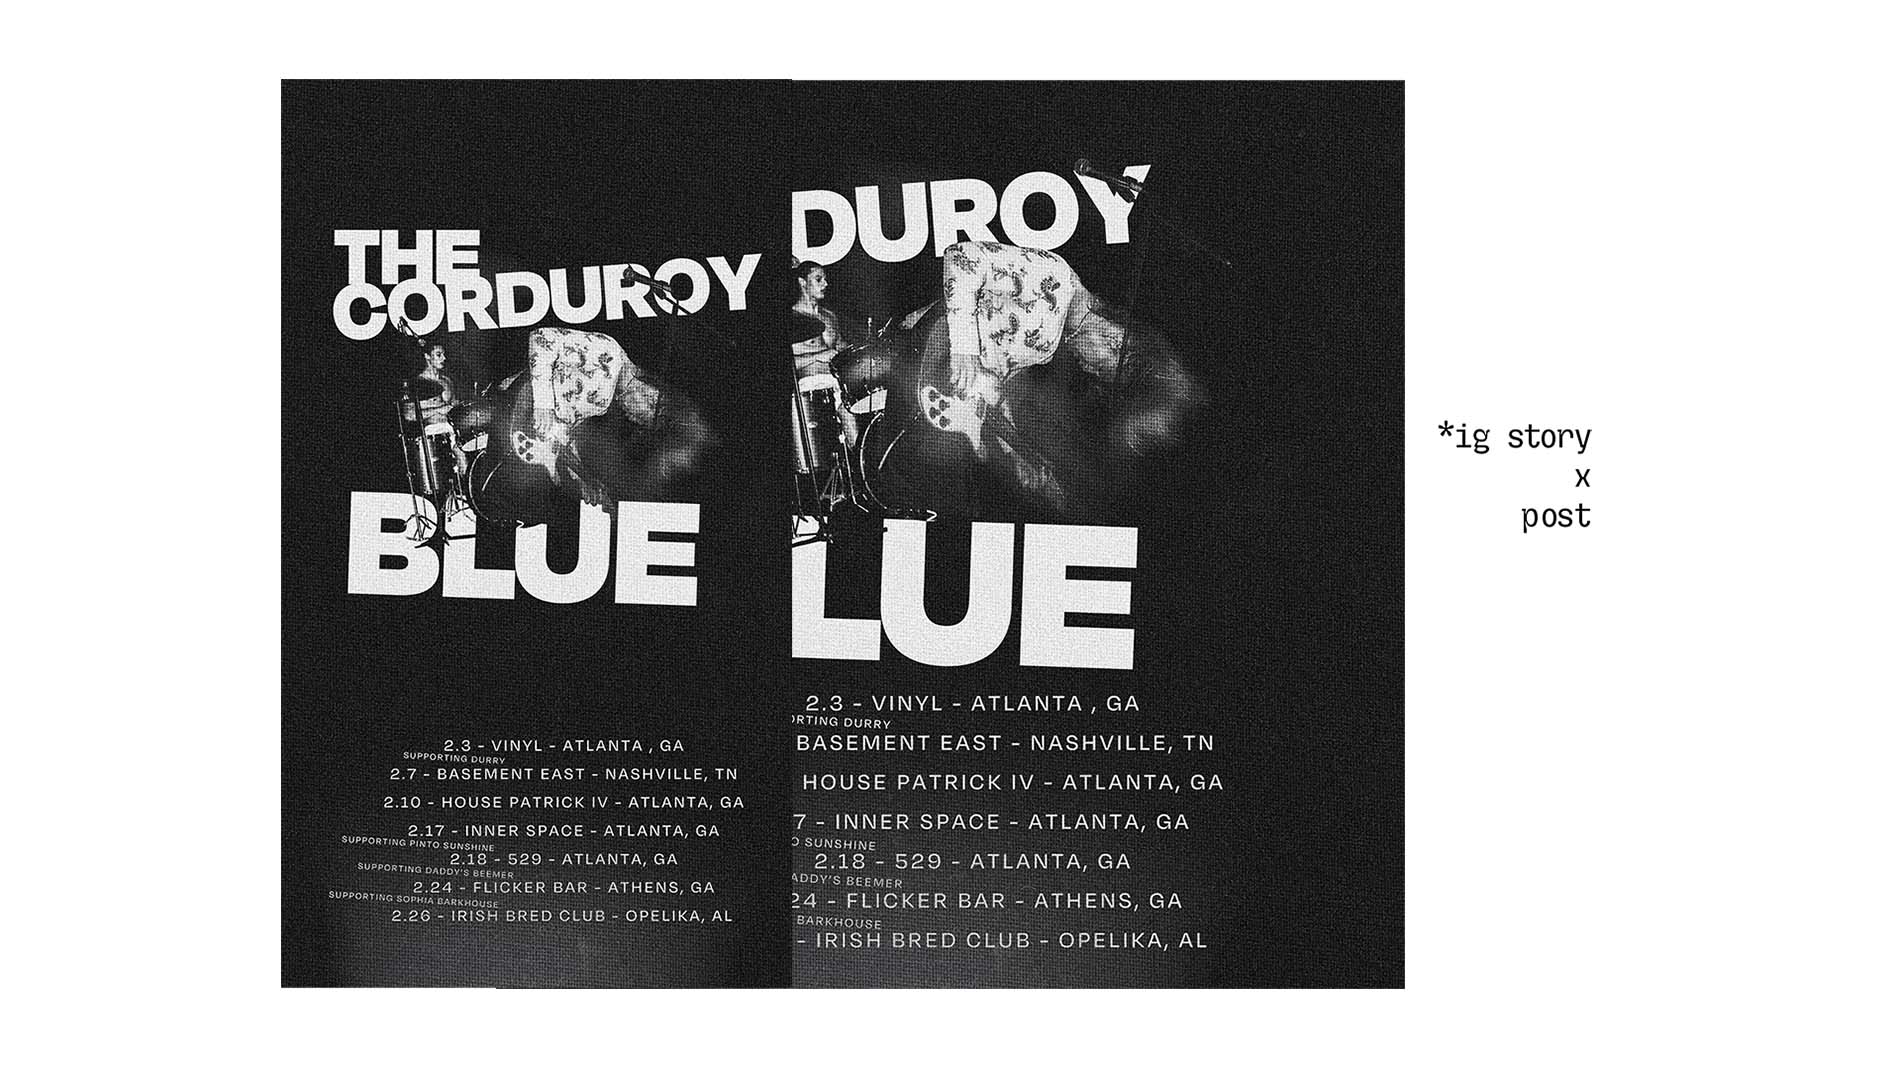 THE
CORDUROY
BLUE
2.3 - VINYL - ATLANTA , GA
SUPPORTING DURRY
2.7 - BASEMENT EAST - NASHVILLE, TN
2.10 - HOUSE PATRICK IV - ATLANTA, GA
2.17 - INNER SPACE - ATLANTA, GA
SUPPORTING PINTO SUNSHINE
2.18 - 529 - ATLANTA, GA
SUPPORTING DADDY'S BEEMER
2.24 - FLICKER BAR - ATHENS, GA
SUPPORTING SOPHIA BARKHOUSE
2.26 - IRISH BRED CLUB - OPELIKA, AL
DUROY
LUE
2.3 - VINYL - ATLANTA , GA
ORTING DURRY
BASEMENT EAST - NASHVILLE, TN
HOUSE PATRICK IV - ATLANTA, GA
7 - INNER SPACE - ATLANTA, GA
O SUNSHINE
2.18 - 529 - ATLANTA, GA
ADDY'S BEEMER
24 - FLICKER BAR - ATHENS, GA
BARKHOUSE
- IRISH BRED CLUB - OPELIKA, AL
*ig story
x
post